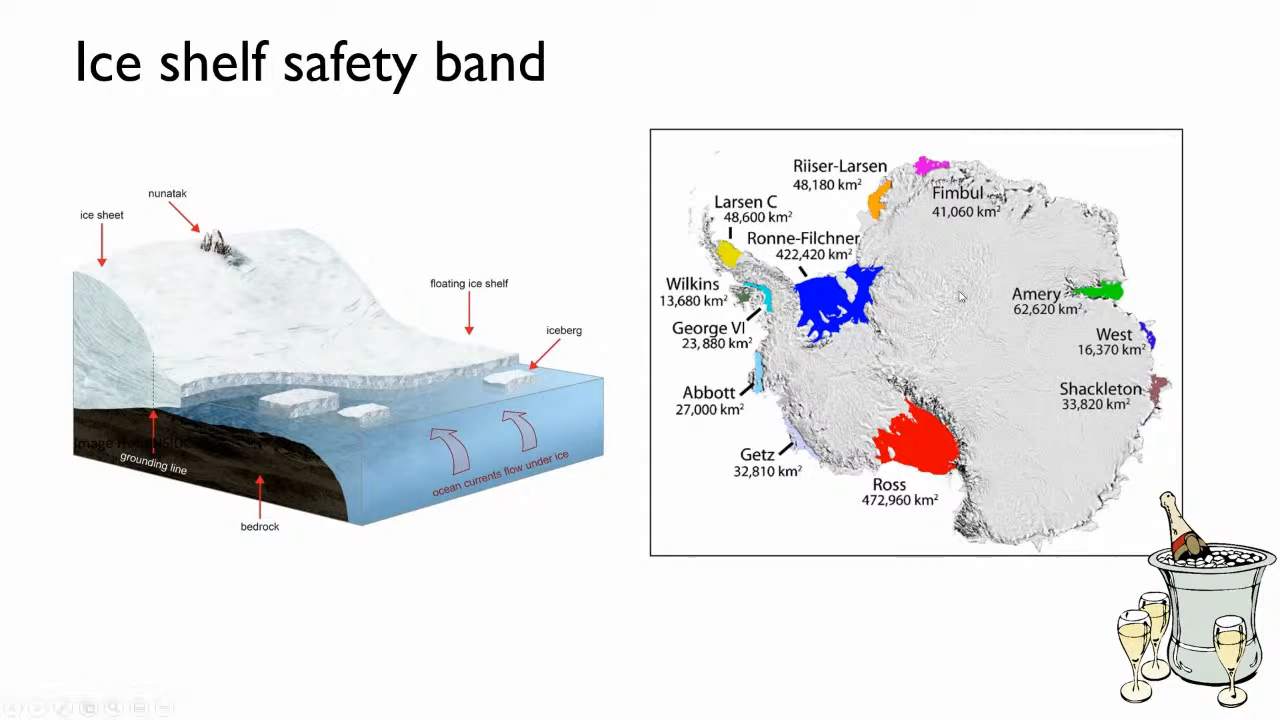 Ice shelf safety band
nunatak
ice sheet
floating ice shelf
iceberg
Image
grounding line
ocean currents flow under ice
bedrock
Riiser-Larsen
48,180 km²
Fimbul
41,060 km²
Larsen C
48,600 km²
Ronne-Filchner
422,420 km²
Wilkins
13,680 km²
George VI
23,880 km²
Amery
62,620 km²
West
16,370 km²
Abbott
27,000 km²
Shackleton
33,820 km²
Getz
32,810 km²
Ross
472,960 km²